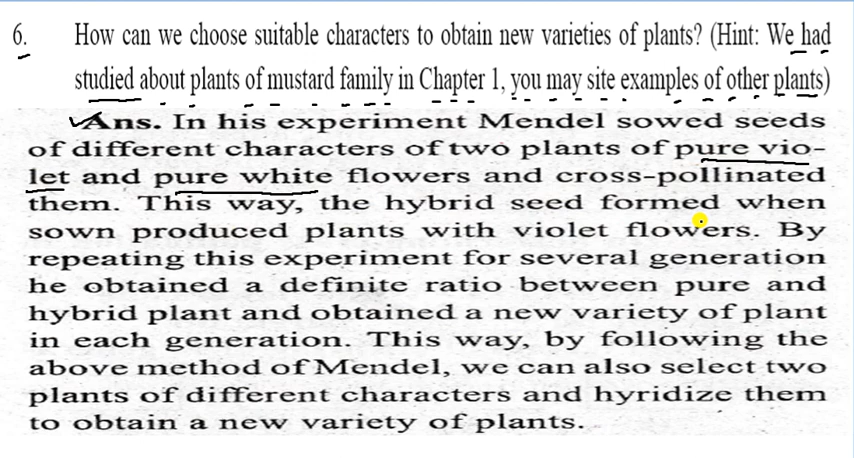 6. How can we choose suitable characters to obtain new varieties of plants? (Hint: We had
studied about plants of mustard family in Chapter 1, you may site examples of other plants)
Ans. In his experiment Mendel sowed seeds
of different characters of two plants of pure vio-
let and pure white flowers and cross-pollinated
them. This way, the hybrid seed formed when
sown produced plants with violet flowers. By
repeating this experiment for several generation
he obtained a definite ratio between pure and
hybrid plant and obtained a new variety of plant
in each generation. This way, by following the
above method of Mendel, we can also select two
plants of different characters and hyridize them
to obtain a new variety of plants.